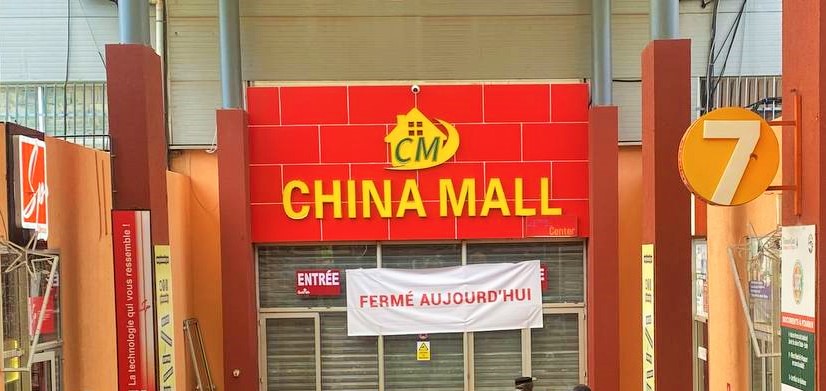 CM
CHINA MALL
Center
ENTRÉE
FERMÉ AUJOURD'HUI
7
La technologie qui vous ressemble !